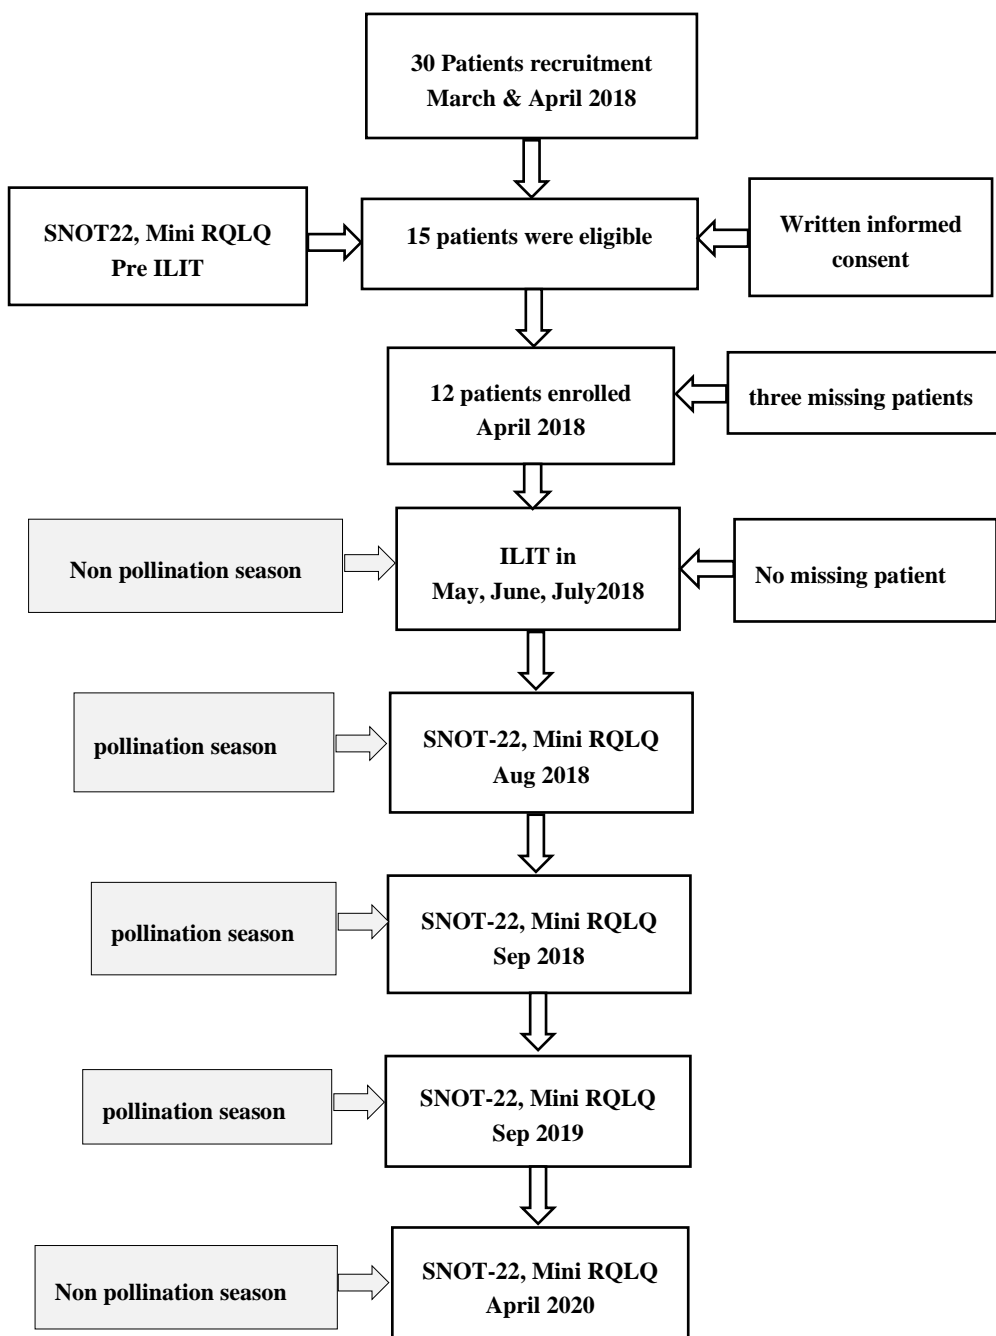 30 Patients recruitment
March & April 2018
SNOT22, Mini RQLQ
Pre ILIT
15 patients were eligible
Written informed
consent
12 patients enrolled
April 2018
three missing patients
Non pollination season
ILIT in
May, June, July2018
No missing patient
pollination season
SNOT-22, Mini RQLQ
Aug 2018
pollination season
SNOT-22, Mini RQLQ
Sep 2018
pollination season
SNOT-22, Mini RQLQ
Sep 2019
Non pollination season
SNOT-22, Mini RQLQ
April 2020